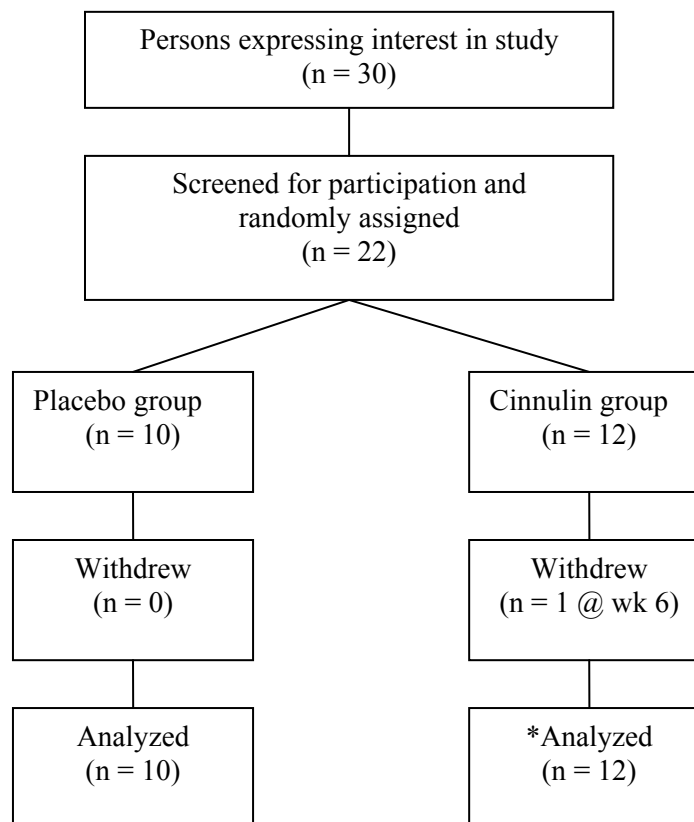 Persons expressing interest in study
(n = 30)
Screened for participation and
randomly assigned
(n = 22)
Placebo group
(n = 10)
Cinnulin group
(n = 12)
Withdrew
(n = 0)
Withdrew
(n = 1 @ wk 6)
Analyzed
(n = 10)
*Analyzed
(n = 12)